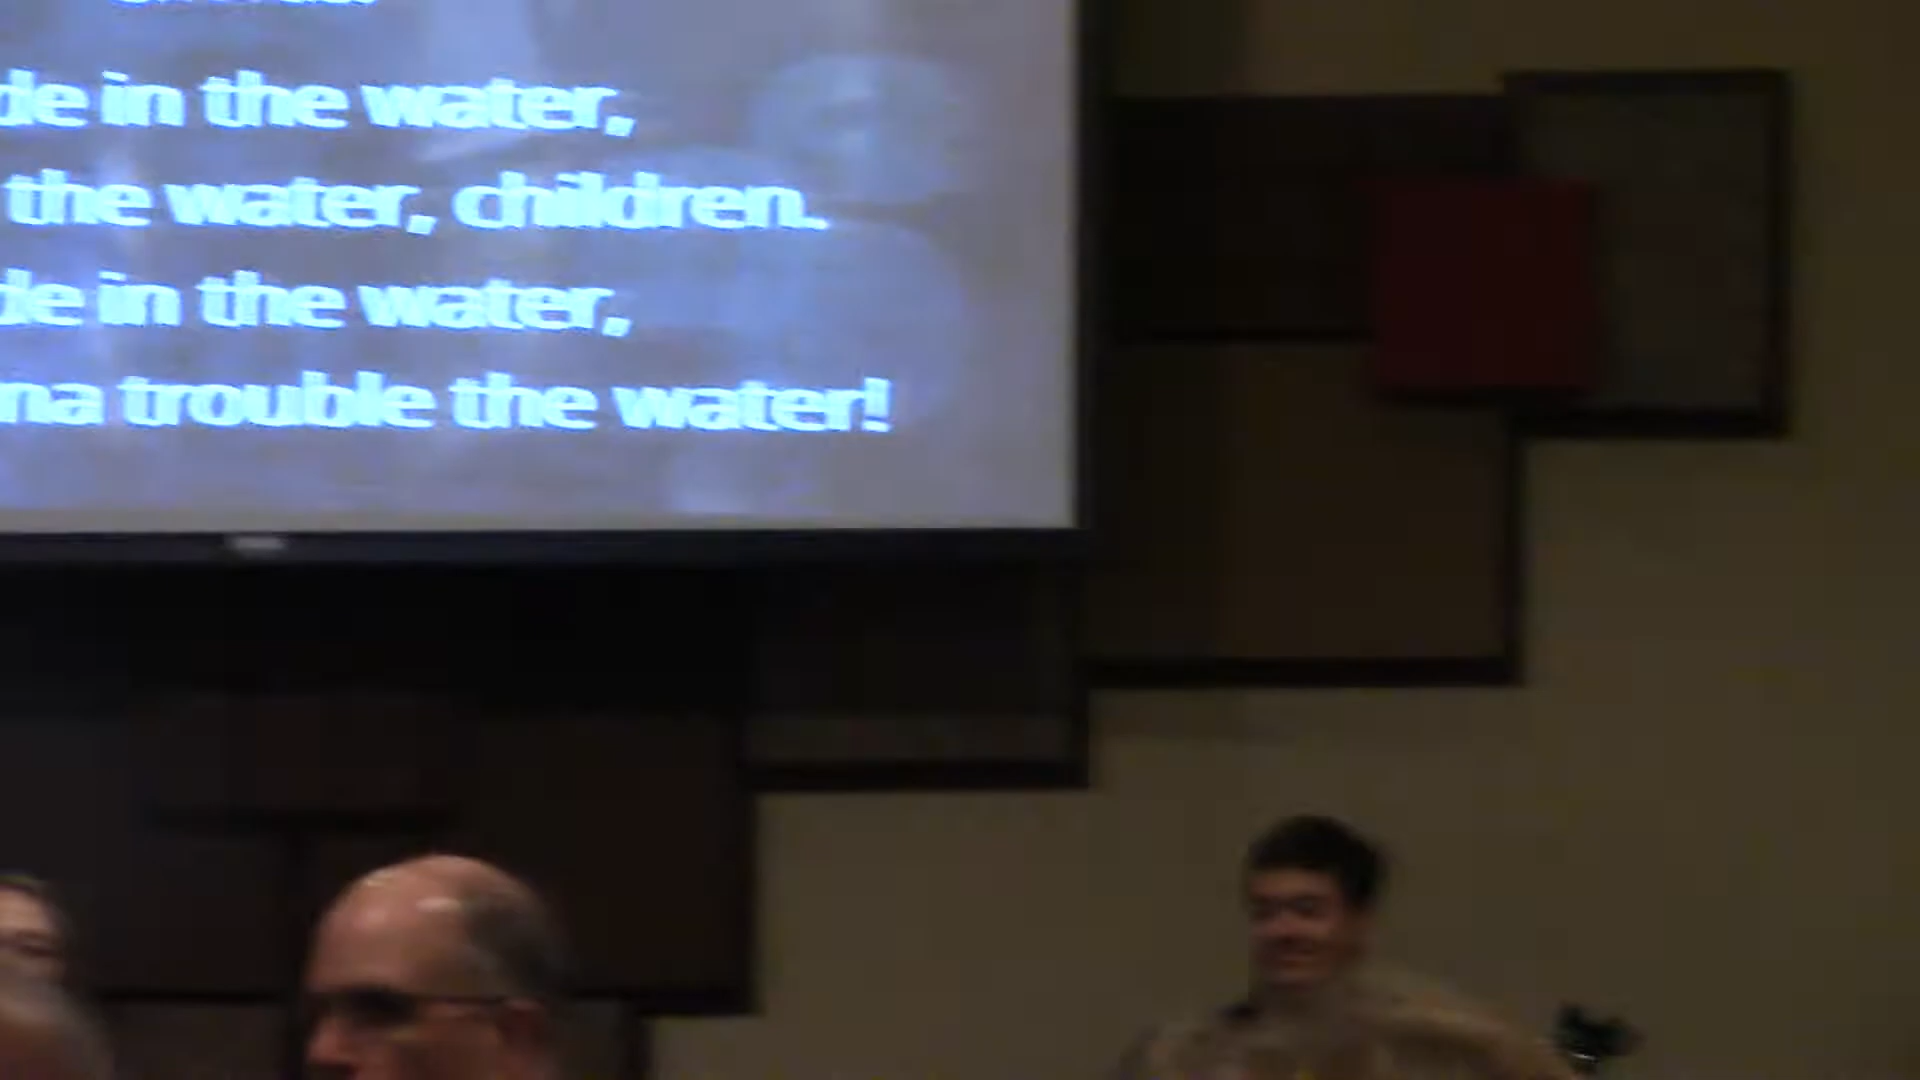 de in the water,
the water, children.
de in the water,
na trouble the water!